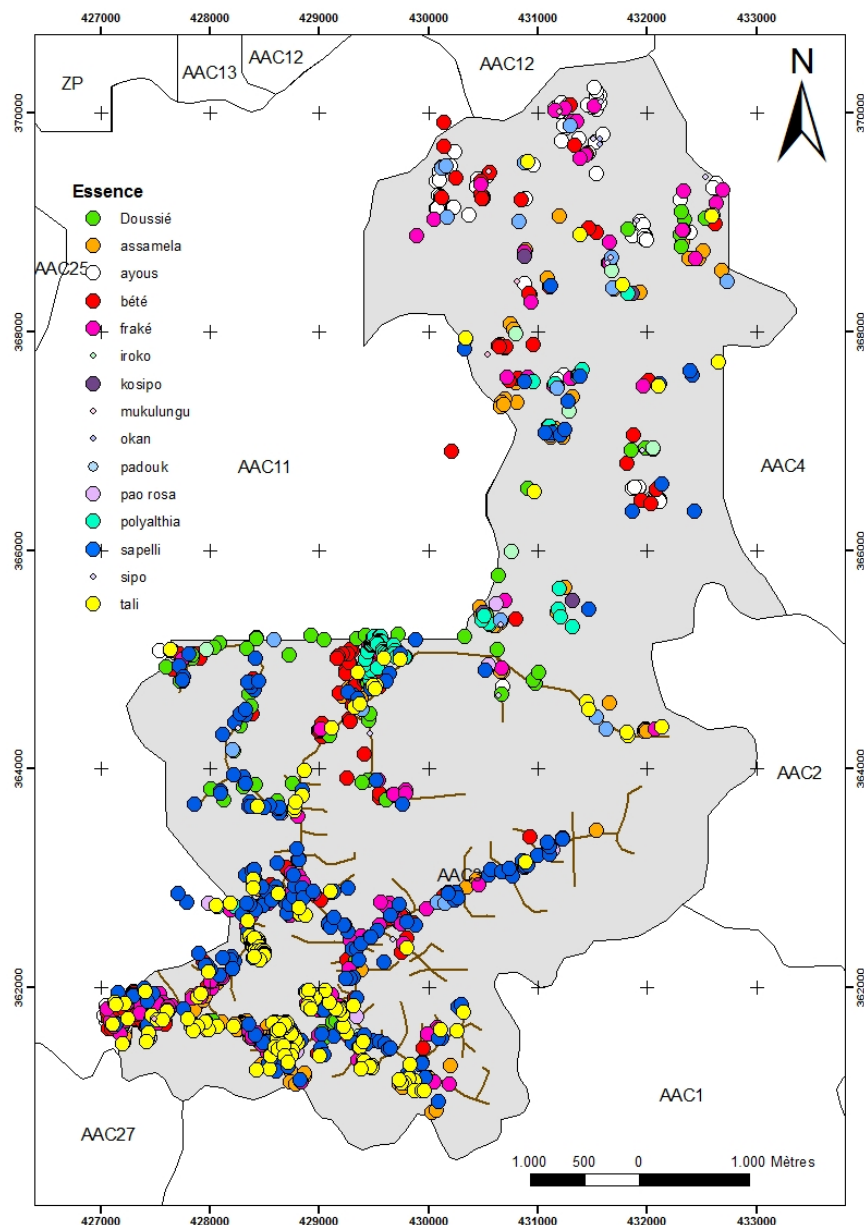 427000 428000 429000 430000 431000 432000 433000
AAC12
AAC12
AAC13
ZP
N
370000 370000
Essence
Doussié
assamela
ayous
bété
fraké
iroko
kosipo
mukulungu
okan
padouk
pao rosa
polyalthia
sapelli
sipo
tali
AAC25
368000 368000
AAC11
AAC4
366000 366000
364000 364000
AAC2
362000 362000
AAC1
AAC27
1.000 500 0 1.000 Mètres
427000 428000 429000 430000 431000 432000 433000